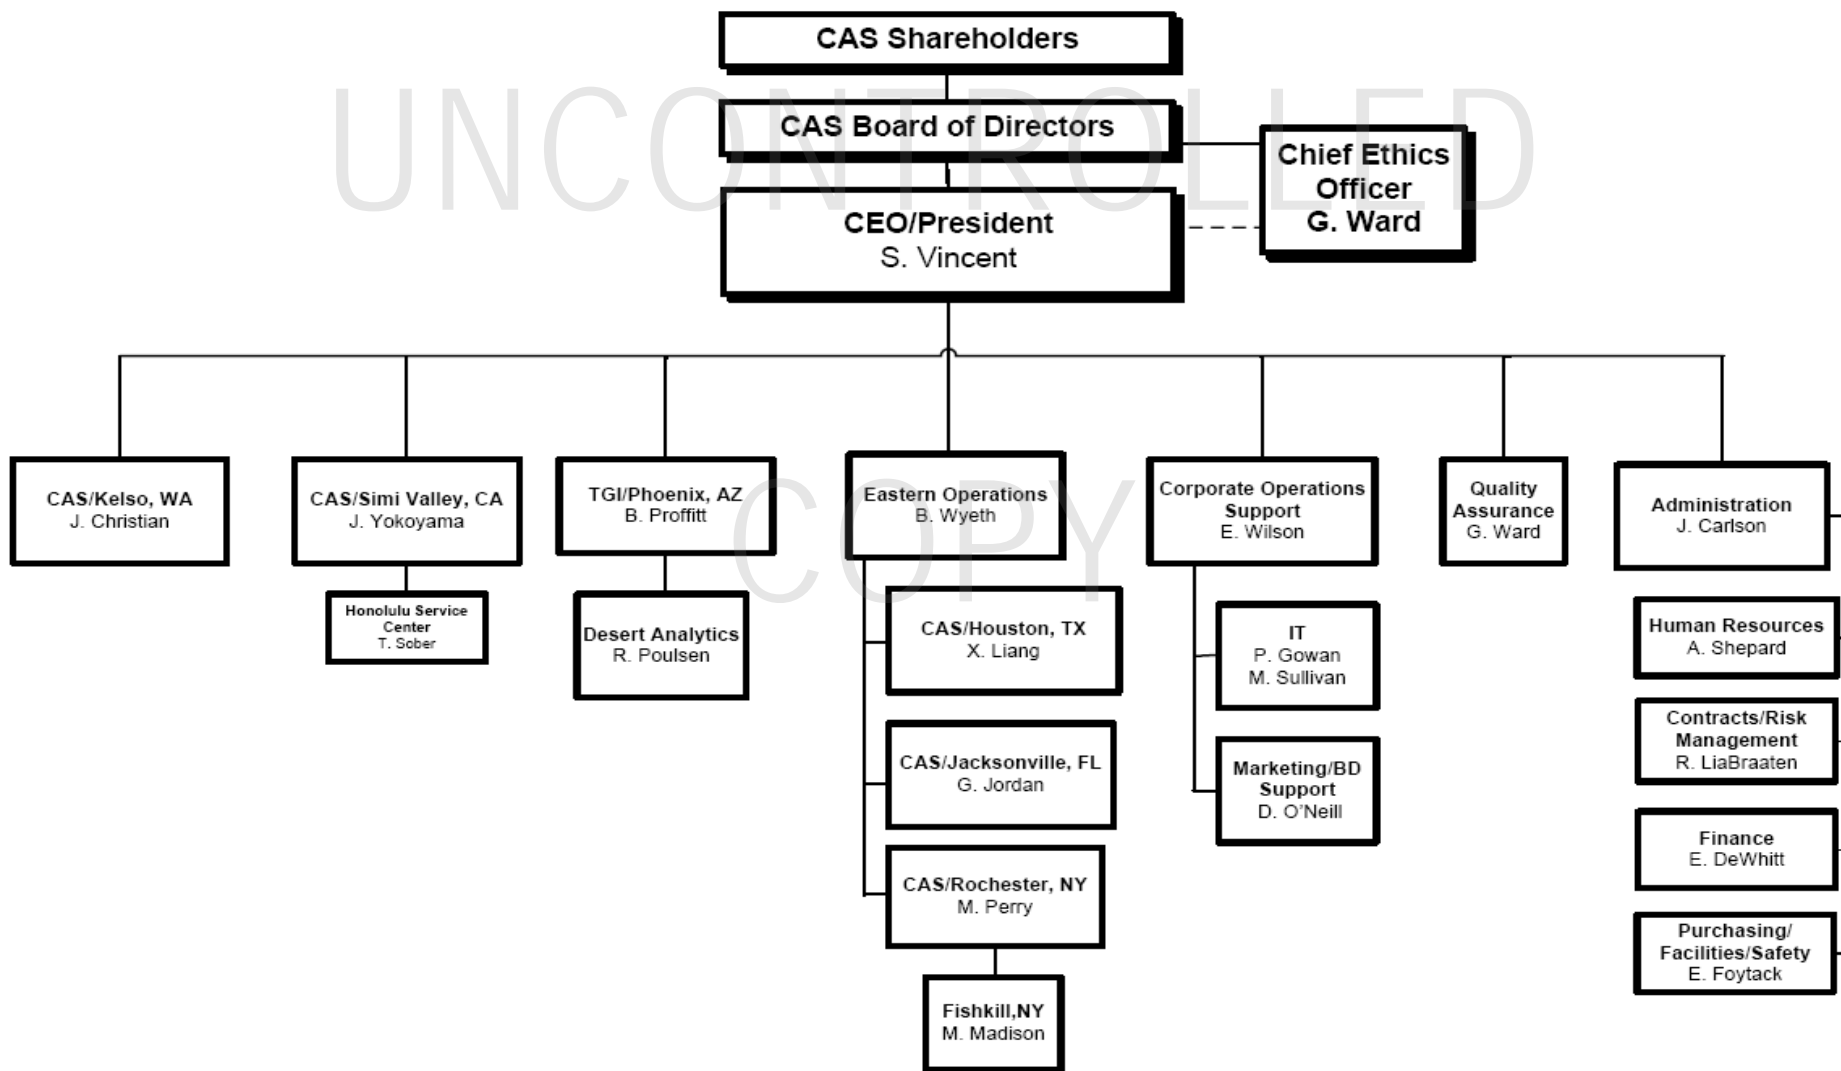 CAS Shareholders
CAS Board of Directors
Chief Ethics
Officer
G. Ward
CEO/President
S. Vincent
CAS/Kelso, WA
J. Christian
CAS/Simi Valley, CA
J. Yokoyama
Honolulu Service
Center
T. Sober
TGI/Phoenix, AZ
B. Proffitt
Desert Analytics
R. Poulsen
Eastern Operations
B. Wyeth
CAS/Houston, TX
X. Liang
CAS/Jacksonville, FL
G. Jordan
CAS/Rochester, NY
M. Perry
Fishkill,NY
M. Madison
Corporate Operations
Support
E. Wilson
IT
P. Gowan
M. Sullivan
Marketing/BD
Support
D. O'Neill
Quality
Assurance
G. Ward
Administration
J. Carlson
Human Resources
A. Shepard
Contracts/Risk
Management
R. LiaBraaten
Finance
E. DeWhitt
Purchasing/
Facilities/Safety
E. Foytack
UNCONTROLLED
COPY